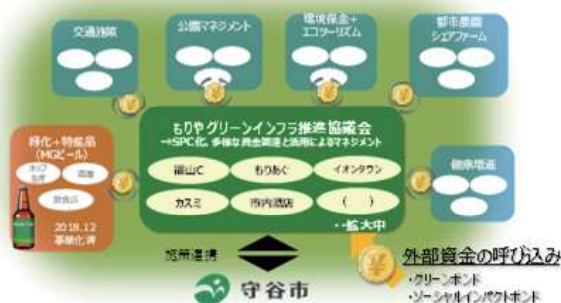 交通施策
公園マネジメント
環境保全+
エコツーリズム
都市農園
シェアファーム
もりやグリーンインフラ推進協議会
→SPC化、多様な資金調達と活用によるマネジメント
福山C
もりあぐ
イオンタウン
カスミ
市内酒店
( )
・・拡大中
緑化+特産品
(MGビール)
ホップ
酒蔵
飲食店
2018.12
事業化済
健康増進
施策連携
守谷市
外部資金の呼び込み
・グリーンボンド
・ソーシャルインパクトボンド